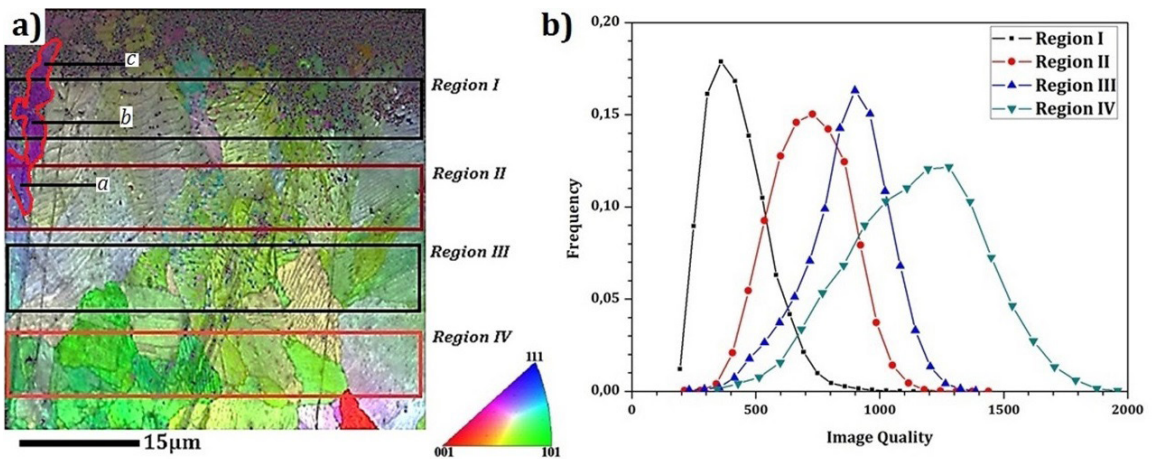 a)
c
b
a
Region I
Region II
Region III
Region IV
15µm
111
001
101
b)
Region I
Region II
Region III
Region IV
Frequency
0,20
0,15
0,10
0,05
0,00
0
500
1000
1500
2000
Image Quality